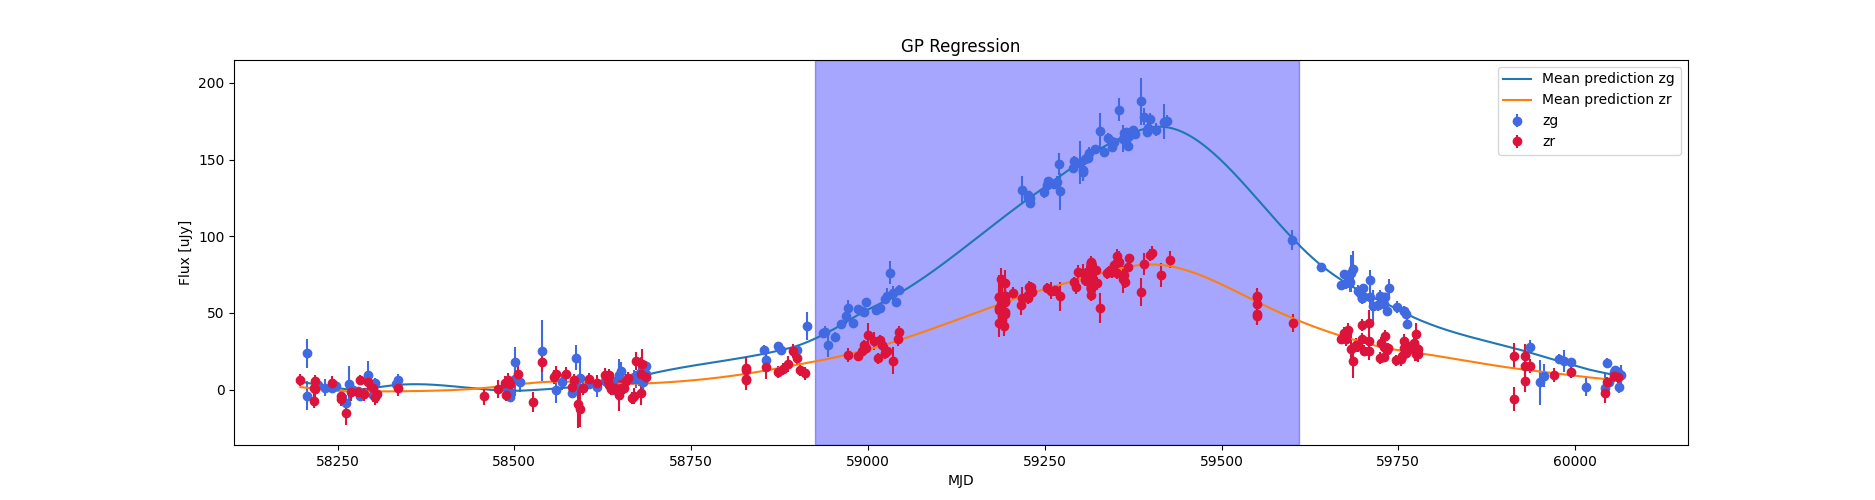 GP Regression
200
150
100
50
0
Flux [uJy]
58250
58500
58750
59000
59250
59500
59750
60000
MJD
Mean prediction zg
Mean prediction zr
zg
zr